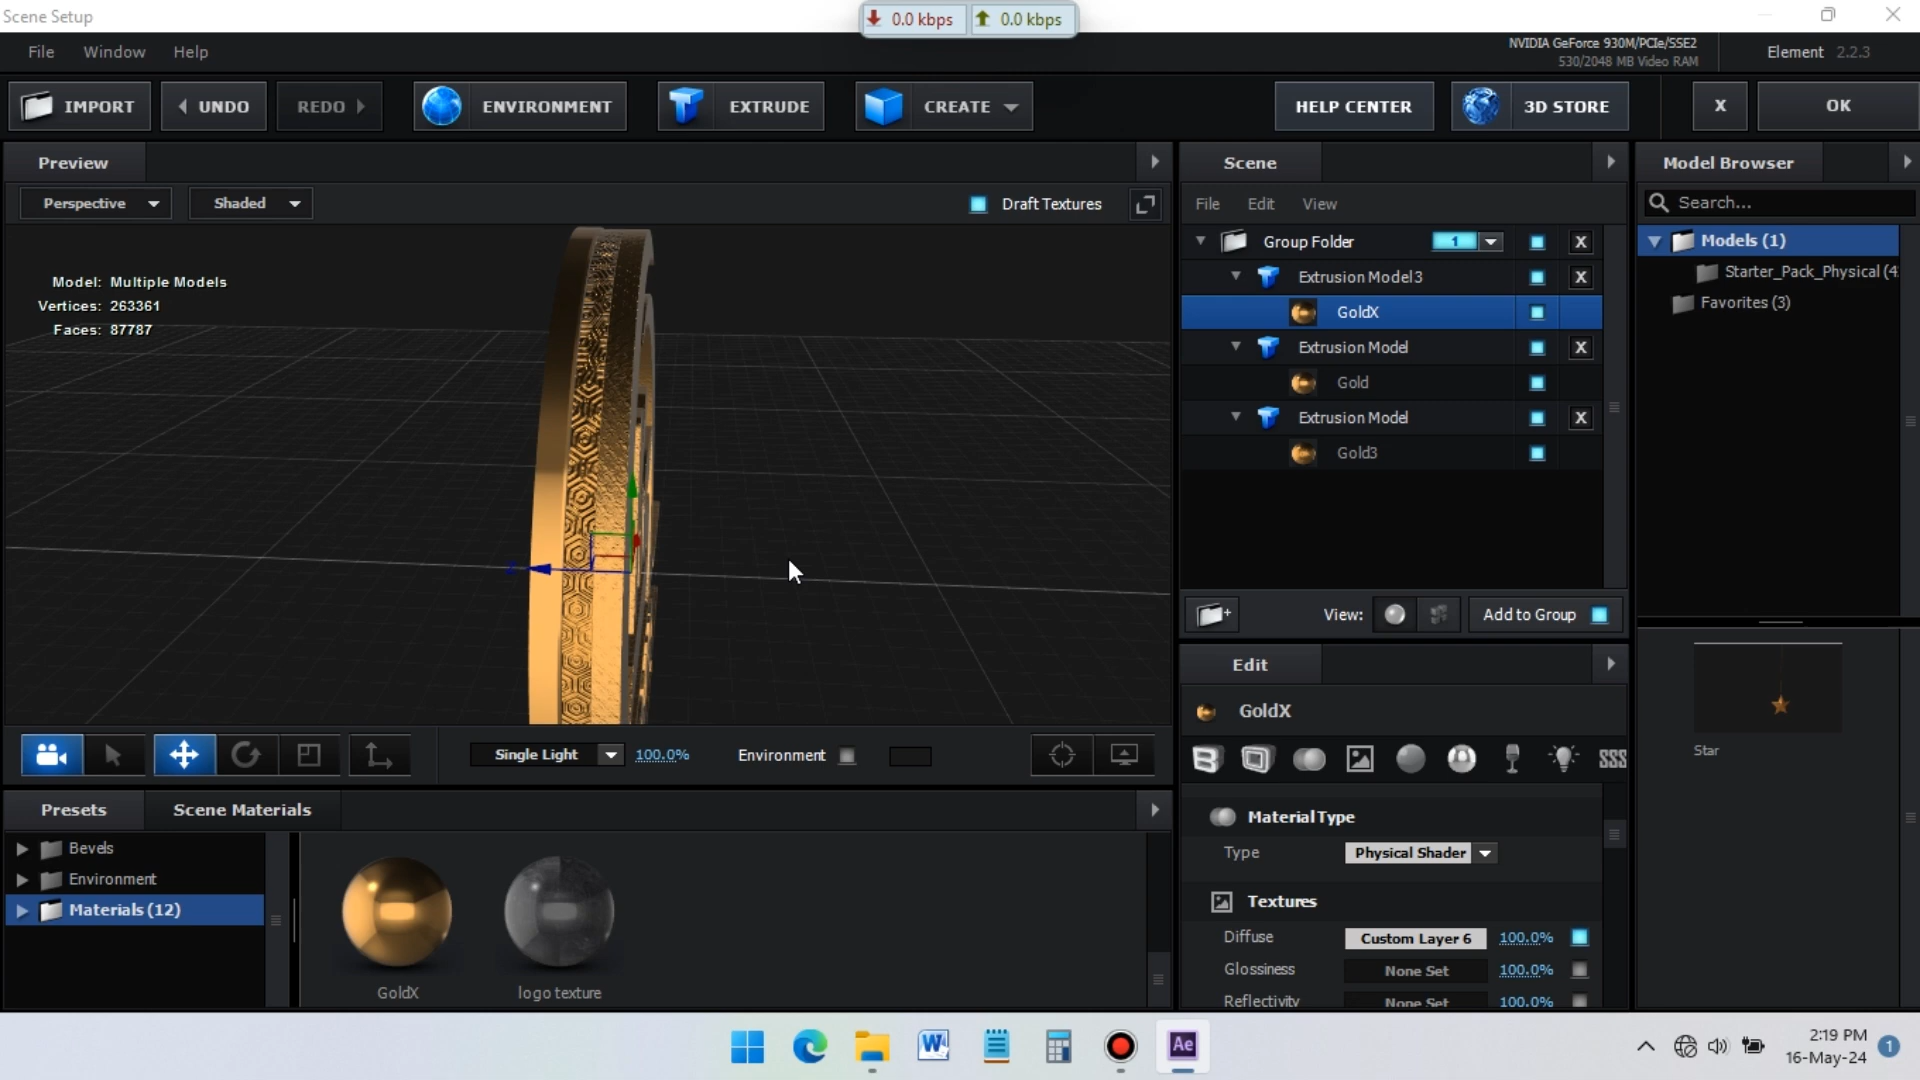 Scene Setup
0.0 kbps 0.0 kbps
File Window Help
NVIDIA GeForce 930M/PCIe/SSE2
530/2048 MB Video RAM
Element 2.2.3
IMPORT UNDO REDO ENVIRONMENT EXTRUDE CREATE HELP CENTER 3D STORE X OK
Preview
Perspective Shaded Draft Textures
Model: Multiple Models
Vertices: 263361
Faces: 87787
Z
Single Light 100.0% Environment
Presets Scene Materials
Bevels
Environment
Materials (12)
GoldX logo texture
Scene
File Edit View
Group Folder 1 X
Extrusion Model3 X
GoldX
Extrusion Model X
Gold
Extrusion Model X
Gold3
View: Add to Group
Edit
GoldX
Material Type
Type Physical Shader
Textures
Diffuse Custom Layer 6 100.0%
Glossiness None Set 100.0%
Reflectivity None Set 100.0%
Model Browser
Search...
Models (1)
Starter_Pack_Physical (4
Favorites (3)
Star
W Ae
2:19 PM
16-May-24 1